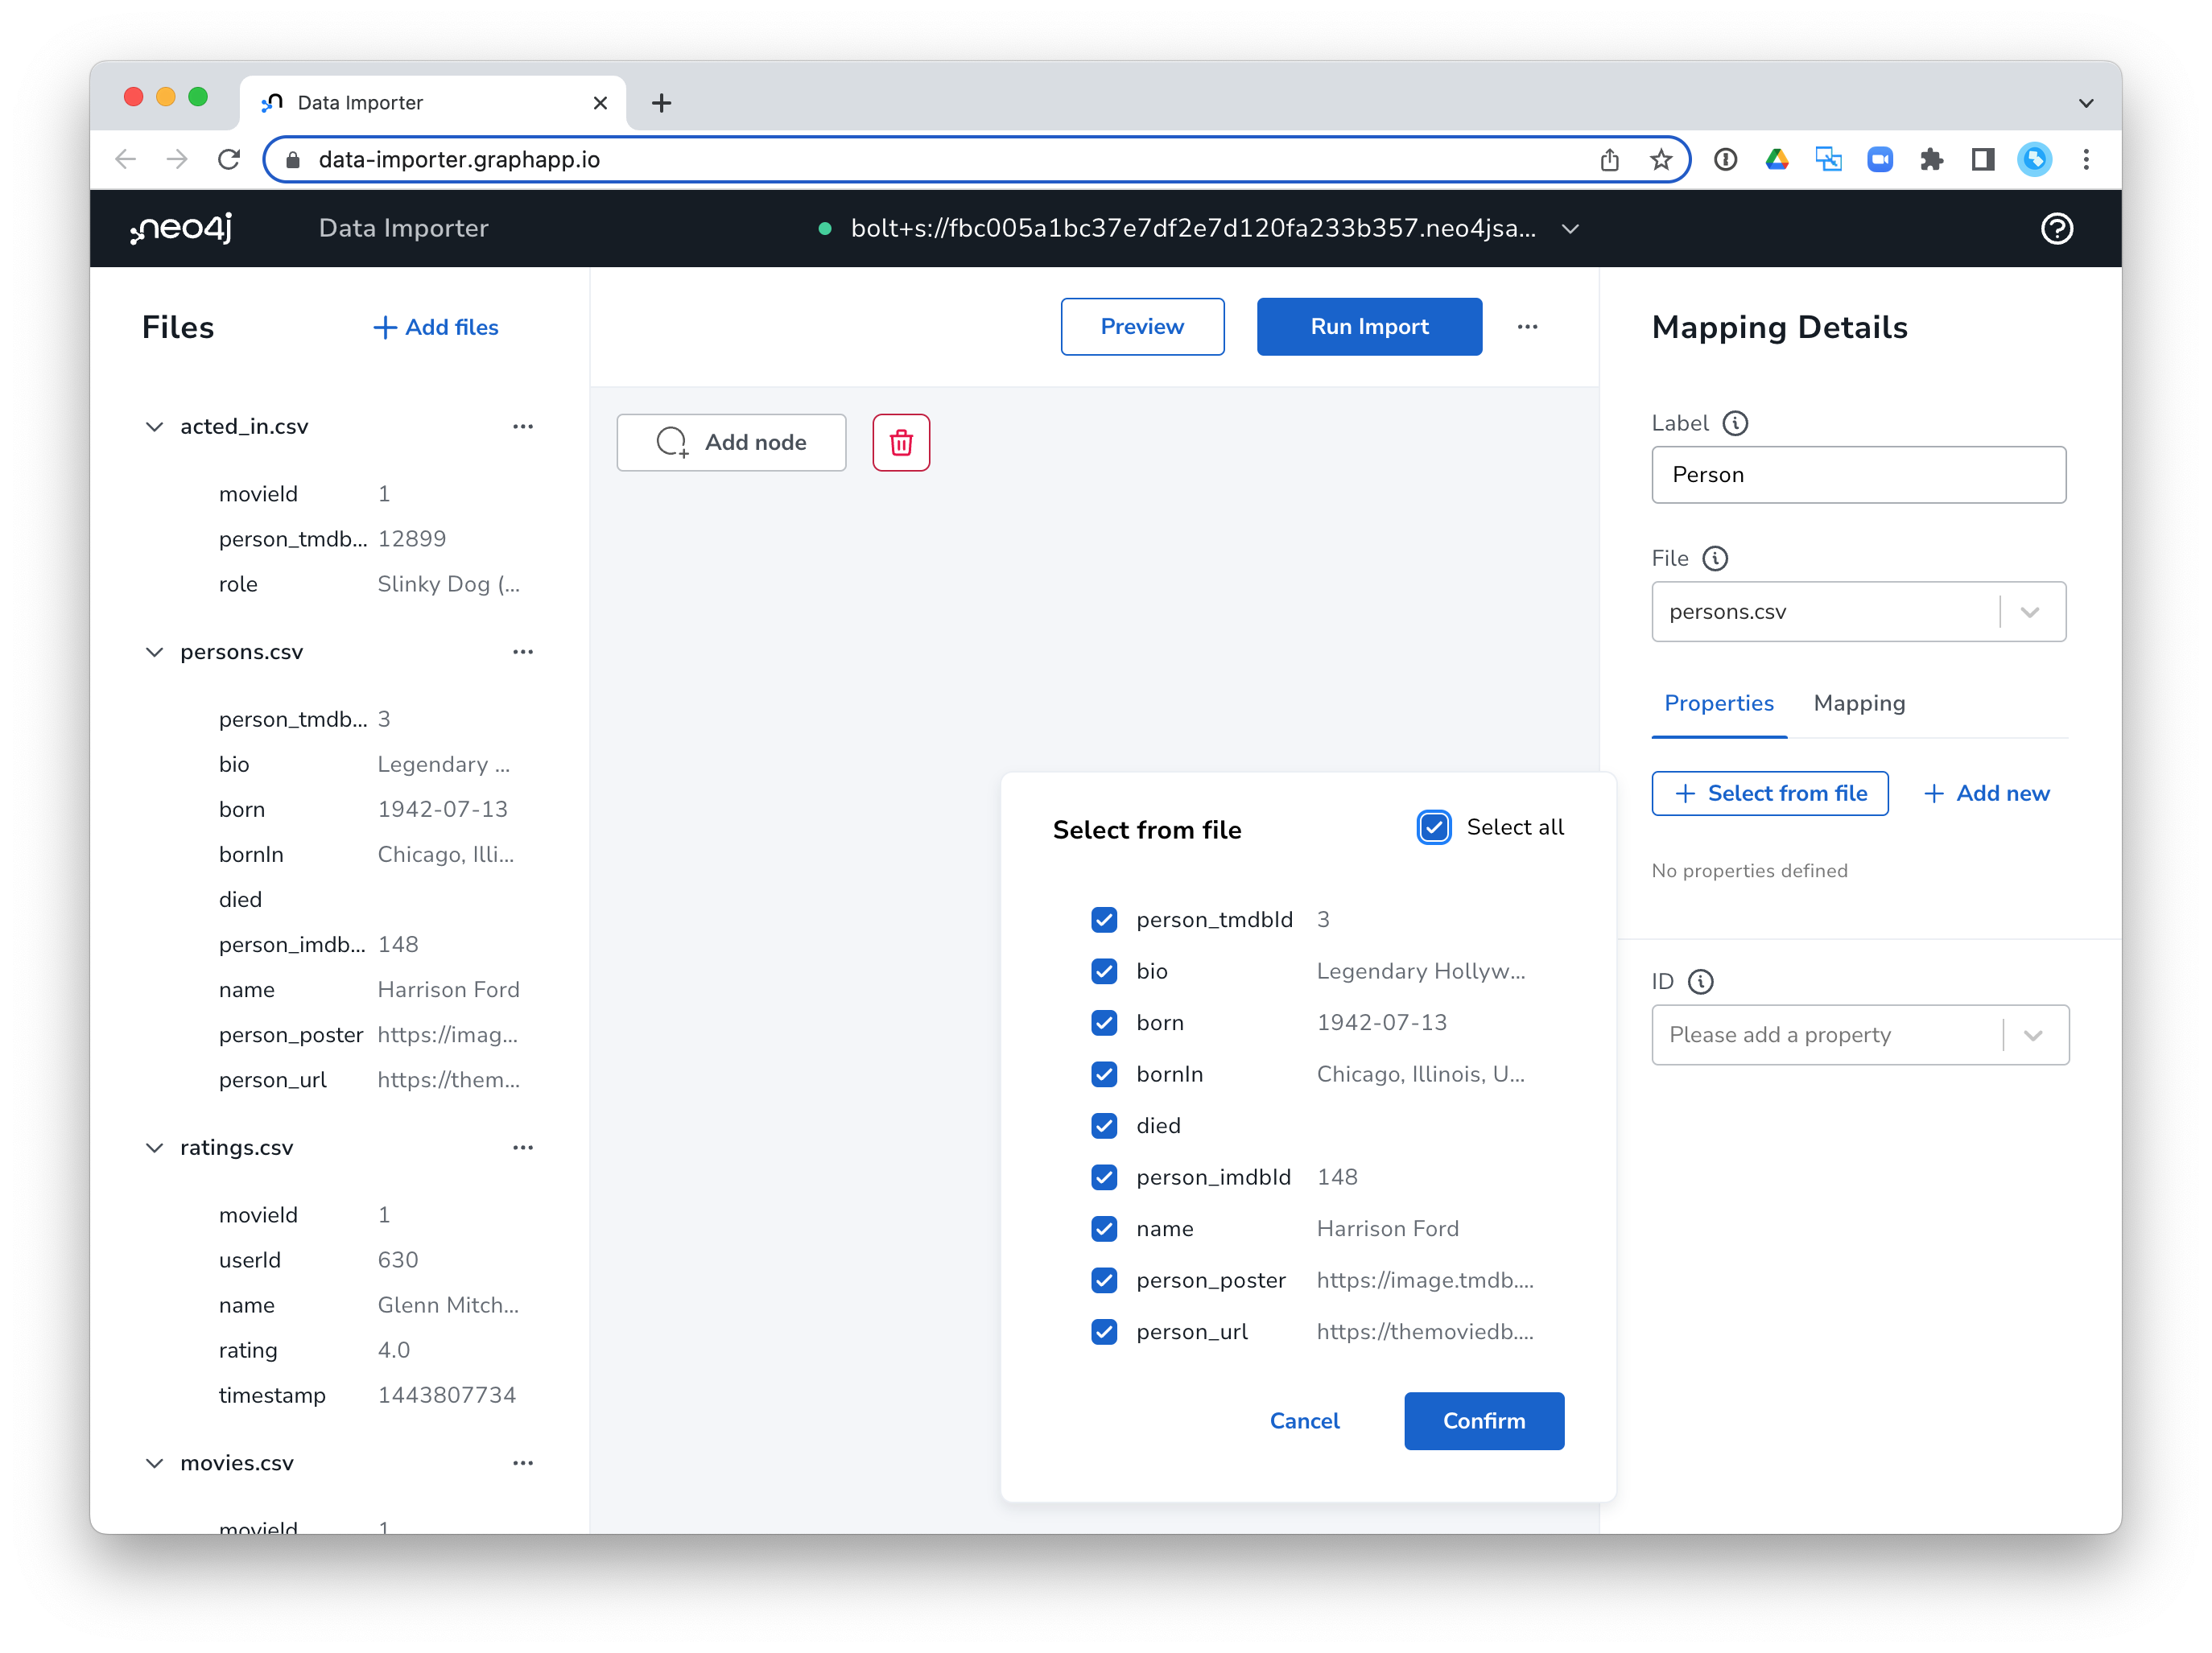 Data Importer
data-importer.graphapp.io
neo4j
Data Importer
bolt+s://fbc005a1bc37e7df2e7d120fa233b357.neo4jsa...
Files
Add files
acted_in.csv
movieId 1
person_tmdb... 12899
role Slinky Dog (...
persons.csv
person_tmdb... 3
bio Legendary ...
born 1942-07-13
bornIn Chicago, Illi...
died
person_imdb... 148
name Harrison Ford
person_poster https://imag...
person_url https://them...
ratings.csv
movieId 1
userId 630
name Glenn Mitch...
rating 4.0
timestamp 1443807734
movies.csv
movieId 1
Preview
Run Import
Add node
Select from file
Select all
person_tmdbId 3
bio Legendary Hollyw...
born 1942-07-13
bornIn Chicago, Illinois, U...
died
person_imdbId 148
name Harrison Ford
person_poster https://image.tmdb....
person_url https://themoviedb....
Cancel
Confirm
Mapping Details
Label
Person
File
persons.csv
Properties
Mapping
Select from file
Add new
No properties defined
ID
Please add a property